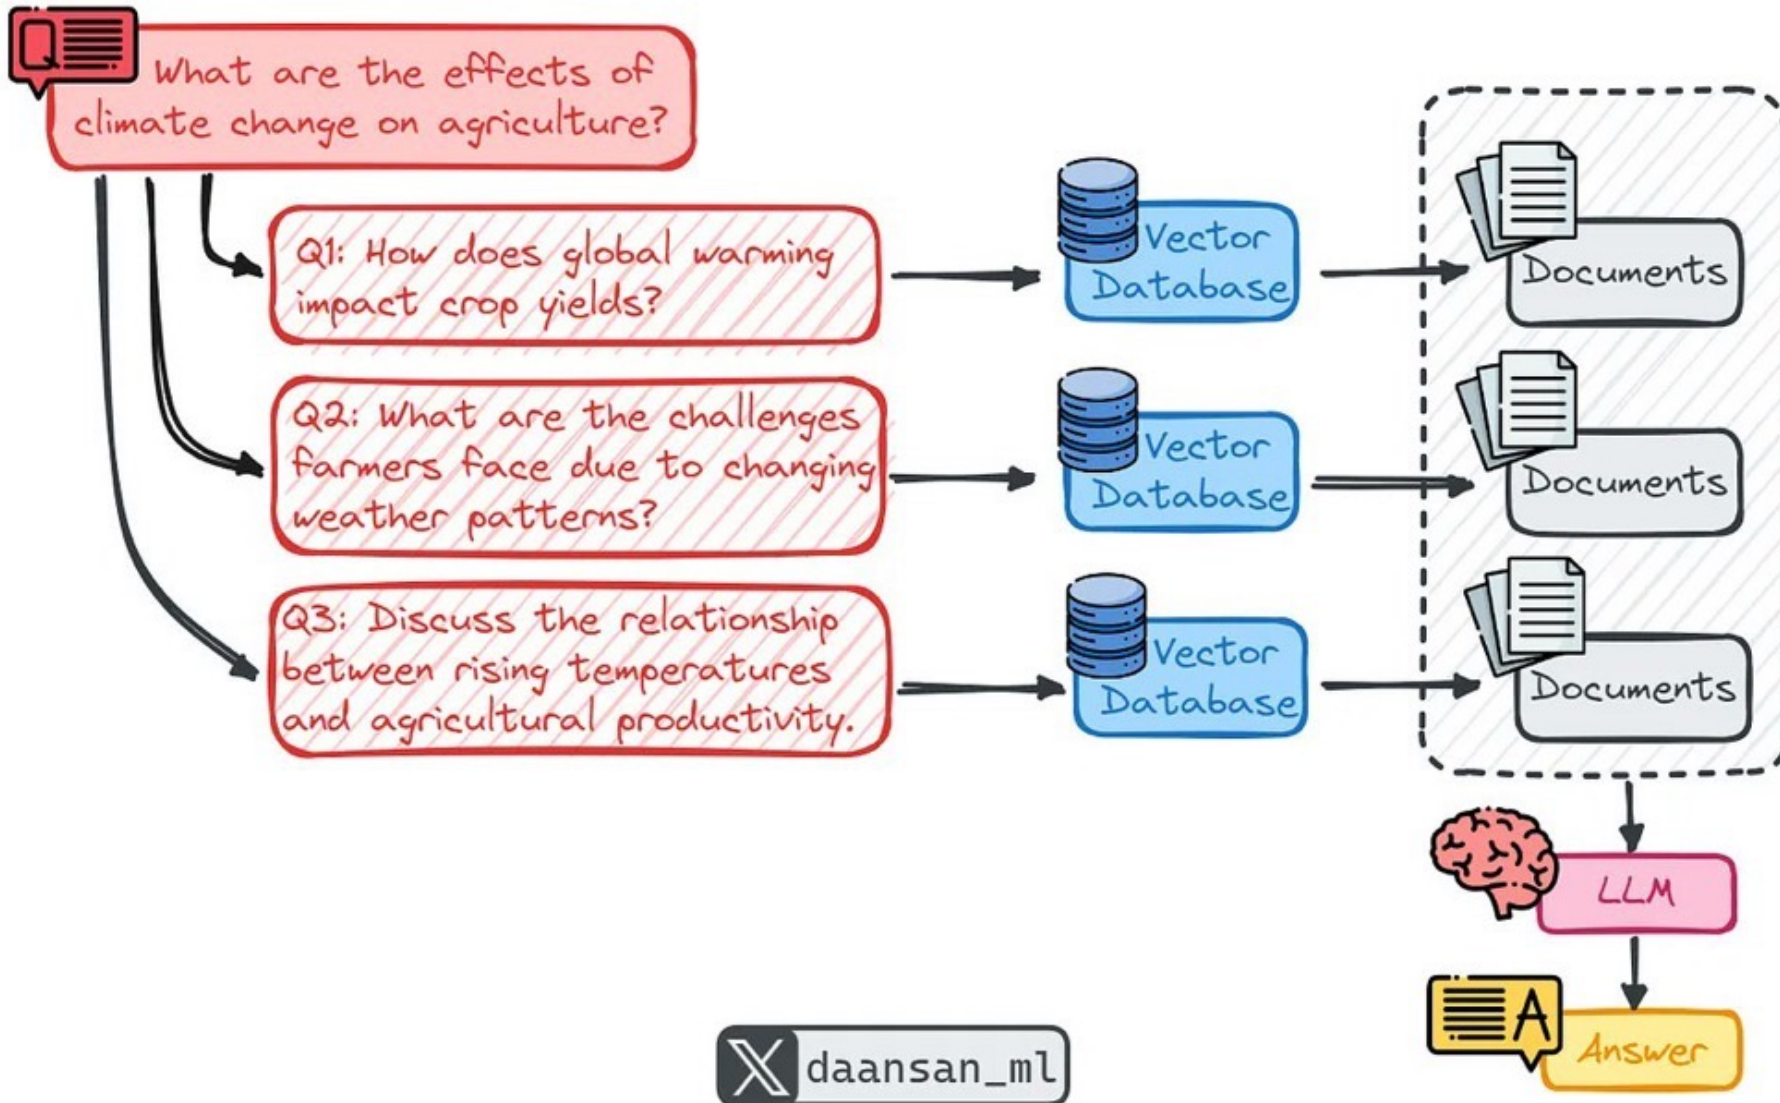 Q
What are the effects of
climate change on agriculture?
Q1: How does global warming
impact crop yields?
Vector
Database
Documents
Q2: What are the challenges
farmers face due to changing
weather patterns?
Vector
Database
Documents
Q3: Discuss the relationship
between rising temperatures
and agricultural productivity.
Vector
Database
Documents
LLM
A
Answer
X daansan_ml